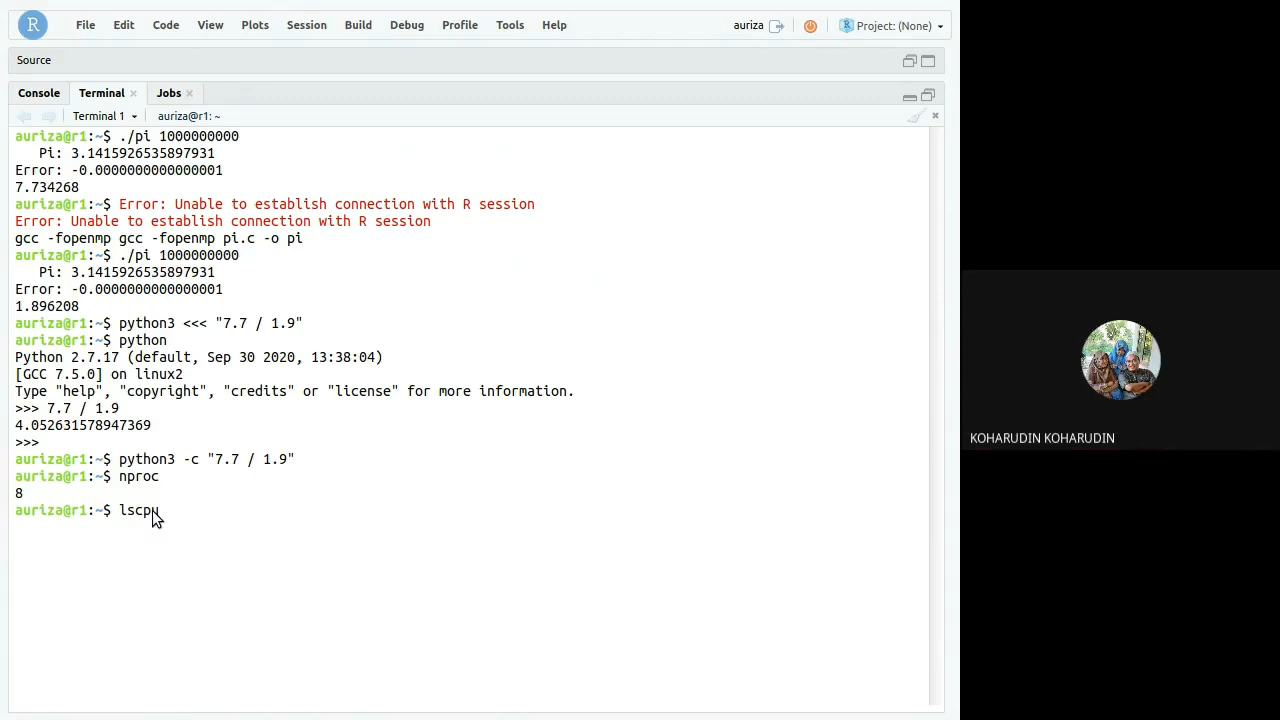 R File Edit Code View Plots Session Build Debug Profile Tools Help auriza R Project: (None)
Source
Console Terminal Jobs
Terminal 1 auriza@r1: ~
auriza@r1:~$ ./pi 1000000000
   Pi: 3.1415926535897931
Error: -0.0000000000000001
7.734268
auriza@r1:~$ Error: Unable to establish connection with R session
Error: Unable to establish connection with R session
gcc -fopenmp gcc -fopenmp pi.c -o pi
auriza@r1:~$ ./pi 1000000000
   Pi: 3.1415926535897931
Error: -0.0000000000000001
1.896208
auriza@r1:~$ python3 <<< "7.7 / 1.9"
auriza@r1:~$ python
Python 2.7.17 (default, Sep 30 2020, 13:38:04)
[GCC 7.5.0] on linux2
Type "help", "copyright", "credits" or "license" for more information.
>>> 7.7 / 1.9
4.052631578947369
>>>
auriza@r1:~$ python3 -c "7.7 / 1.9"
auriza@r1:~$ nproc
8
auriza@r1:~$ lscpu
KOHARUDIN KOHARUDIN